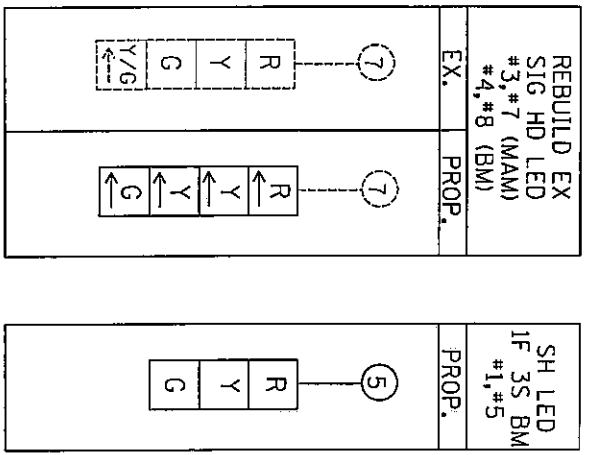 REBUILD EX
SIG HD LED
#3,#7 (MAM)
#4,#8 (BM)
EX. PROP.
7 7
R ←R
Y ←Y
G ←Y
Y/G ←G
←
SH LED
1F 3S BM
#1,#5
PROP.
5
R
Y
G